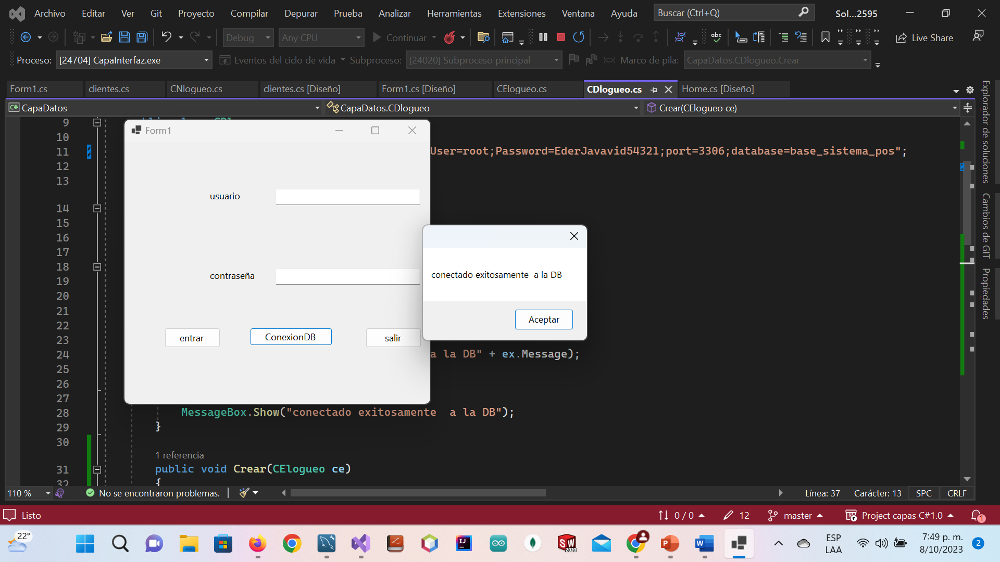 Archivo Editar Ver Git Proyecto Compilar Depurar Prueba Analizar Herramientas Extensiones Ventana Ayuda Buscar (Ctrl+Q) Sol...2595
Debug Any CPU Continuar Live Share
Proceso: [24704] CapaInterfaz.exe Eventos del ciclo de vida Subproceso: [24020] Subproceso principal Marco de pila: CapaDatos.CDlogueo.Crear
Form1.cs clientes.cs CNlogueo.cs clientes.cs [Diseño] Form1.cs [Diseño] CElogueo.cs CDlogueo.cs Home.cs [Diseño]
C# CapaDatos CapaDatos.CDlogueo Crear(CElogueo ce)
Explorador de soluciones
Cambios de GIT
Propiedades
9
10
11 User=root;Password=EderJavavid54321;port=3306;database=base_sistema_pos";
12
13
14
15
16
17
18
19
20
21
22
23
24 a la DB" + ex.Message);
25
26
27
28 MessageBox.Show("conectado exitosamente  a la DB");
29 }
30
1 referencia
31 public void Crear(CElogueo ce)
32 {
Form1
usuario
contraseña
entrar ConexionDB salir
conectado exitosamente  a la DB
Aceptar
110 % No se encontraron problemas. Línea: 37 Carácter: 13 SPC CRLF
Listo 0 / 0 12 master Project capas C#1.0 1
22° IJ SW 2020 P W ESP LAA 7:49 p. m. 8/10/2023 2